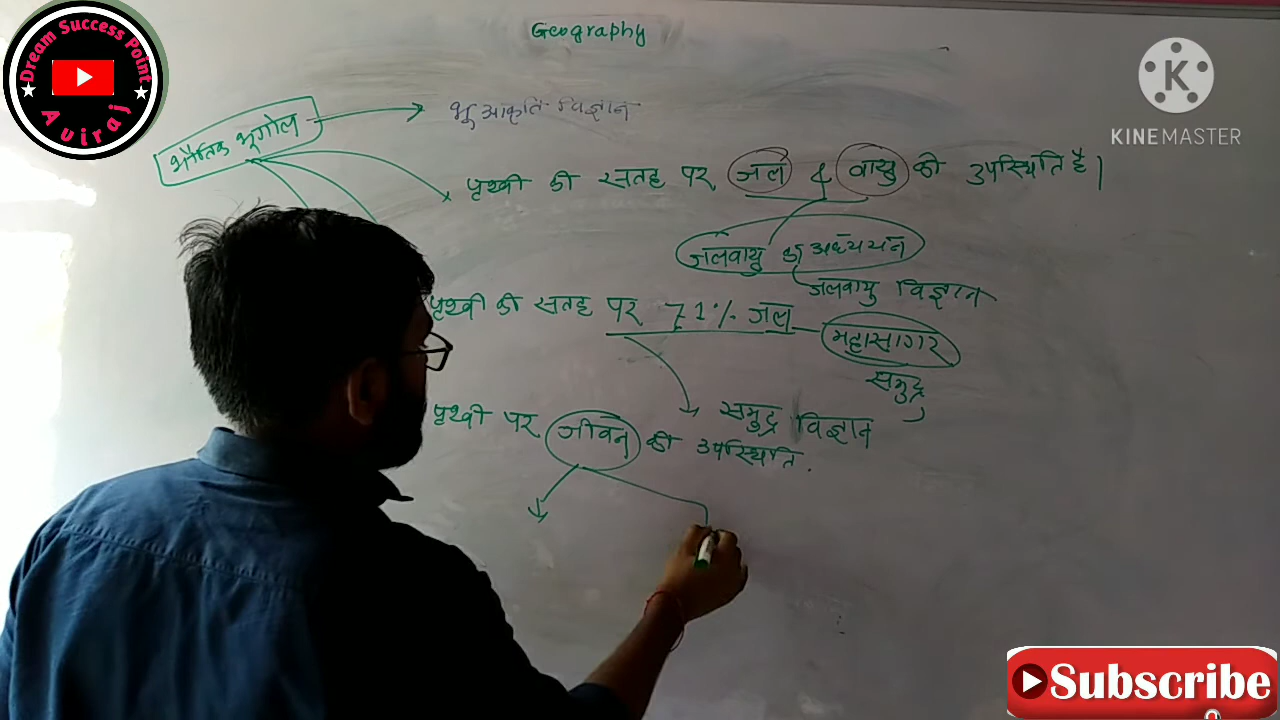 Geography
Dream Success Point
Auiraj
KINEMASTER
भौतिक भूगोल
भू आकृति विज्ञान
पृथ्वी की सतह पर जल & वायु की उपस्थिति है।
जलवायु का अध्ययन
जलवायु विज्ञान
पृथ्वी की सतह पर 71% जल
महासागर
समुद्र
समुद्र विज्ञान
पृथ्वी पर जीवन की उपस्थिति.
Subscribe